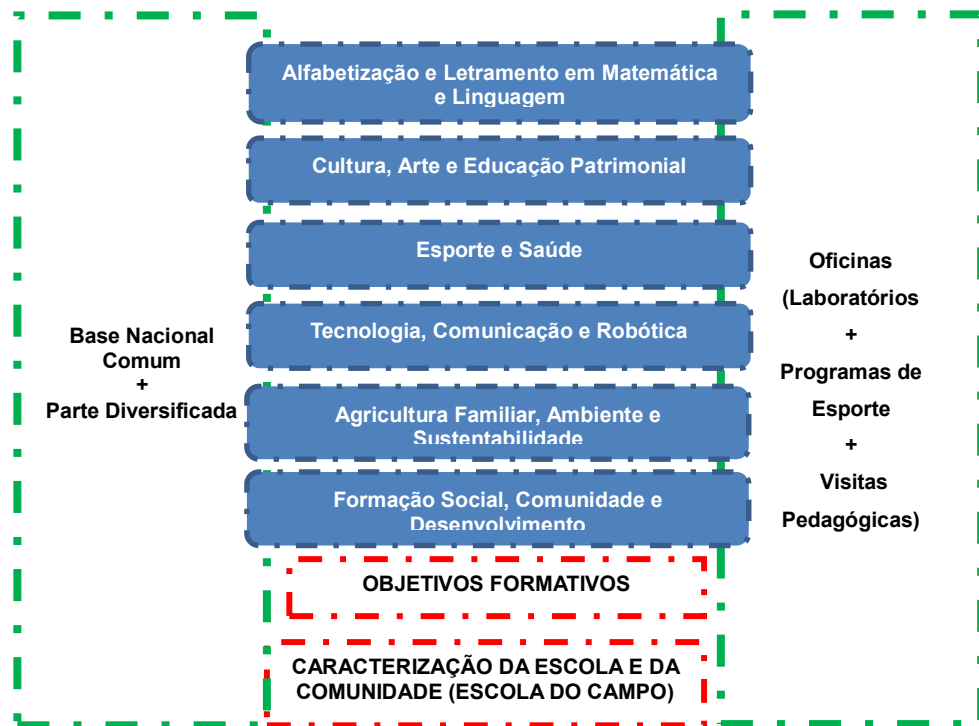 Alfabetização e Letramento em Matemática
e Linguagem
Cultura, Arte e Educação Patrimonial
Esporte e Saúde
Tecnologia, Comunicação e Robótica
Agricultura Familiar, Ambiente e
Sustentabilidade
Formação Social, Comunidade e
Desenvolvimento
Base Nacional
Comum
+
Parte Diversificada
Oficinas
(Laboratórios
+
Programas de
Esporte
+
Visitas
Pedagógicas)
OBJETIVOS FORMATIVOS
CARACTERIZAÇÃO DA ESCOLA E DA
COMUNIDADE (ESCOLA DO CAMPO)